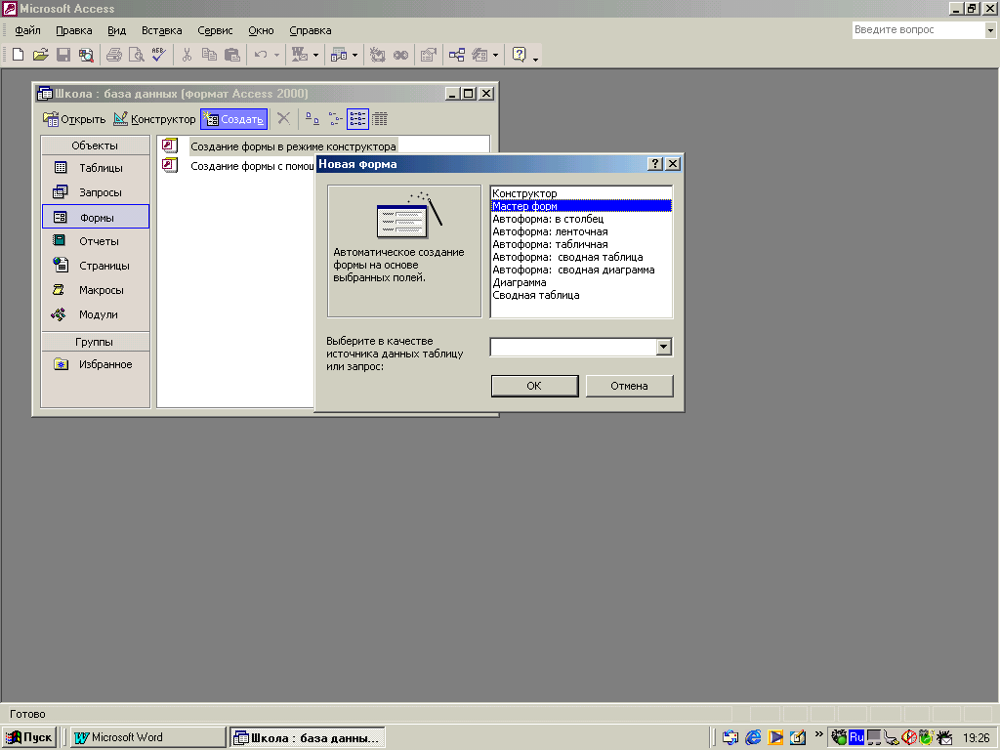 Microsoft Access
Файл Правка Вид Вставка Сервис Окно Справка
Введите вопрос
Школа : база данных (формат Access 2000)
Открыть Конструктор Создать
Объекты
Таблицы
Запросы
Формы
Отчеты
Страницы
Макросы
Модули
Группы
Избранное
Создание формы в режиме конструктора
Создание формы с помощ
Новая форма
Автоматическое создание
формы на основе
выбранных полей.
Конструктор
Мастер форм
Автоформа: в столбец
Автоформа: ленточная
Автоформа: табличная
Автоформа: сводная таблица
Автоформа: сводная диаграмма
Диаграмма
Сводная таблица
Выберите в качестве
источника данных таблицу
или запрос:
ОК Отмена
Готово
Пуск Microsoft Word Школа : база данны... » Ru 19:26